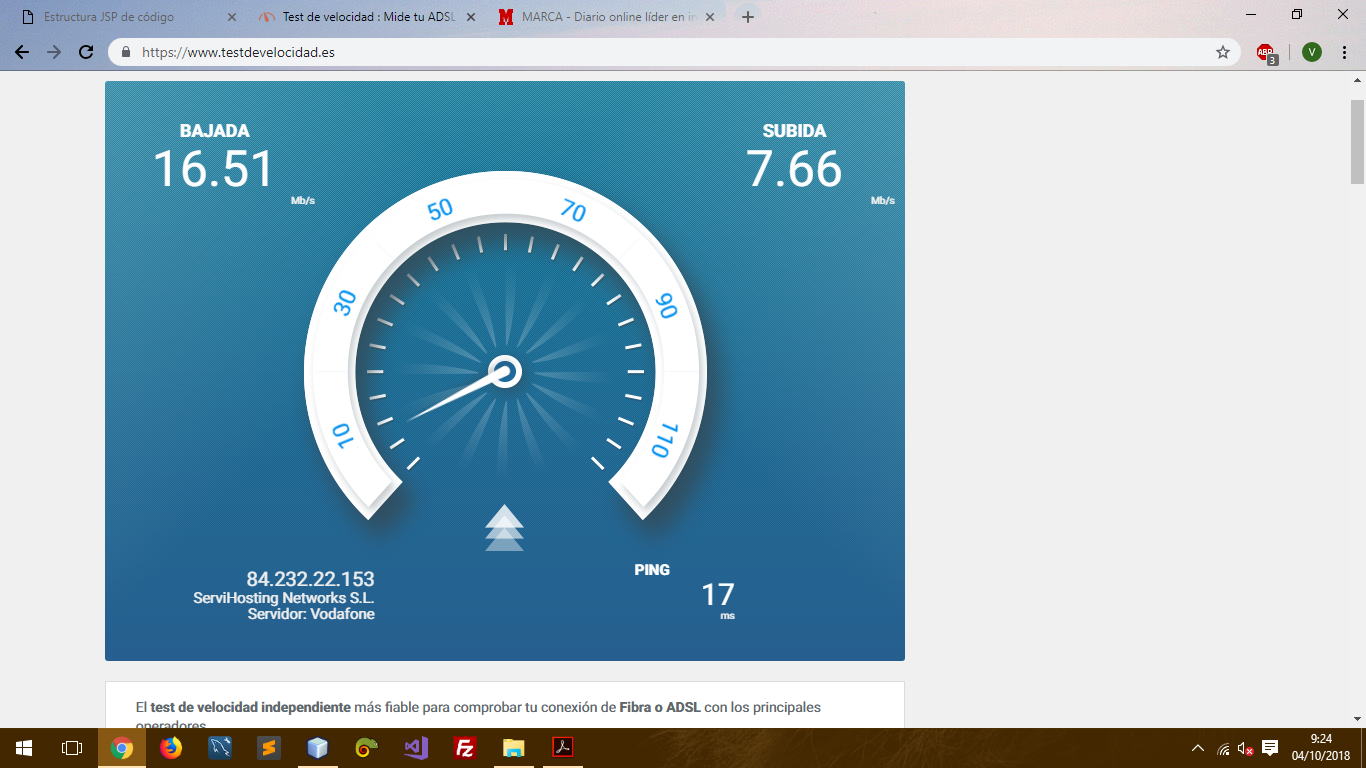 Estructura JSP de código
Test de velocidad : Mide tu ADSL
MARCA - Diario online líder en in
https://www.testdevelocidad.es
ABP
3
V
BAJADA
16.51
Mb/s
SUBIDA
7.66
Mb/s
10
30
50
70
90
110
84.232.22.153
ServiHosting Networks S.L.
Servidor: Vodafone
PING
17
ms
El test de velocidad independiente más fiable para comprobar tu conexión de Fibra o ADSL con los principales
operadores
9:24
04/10/2018